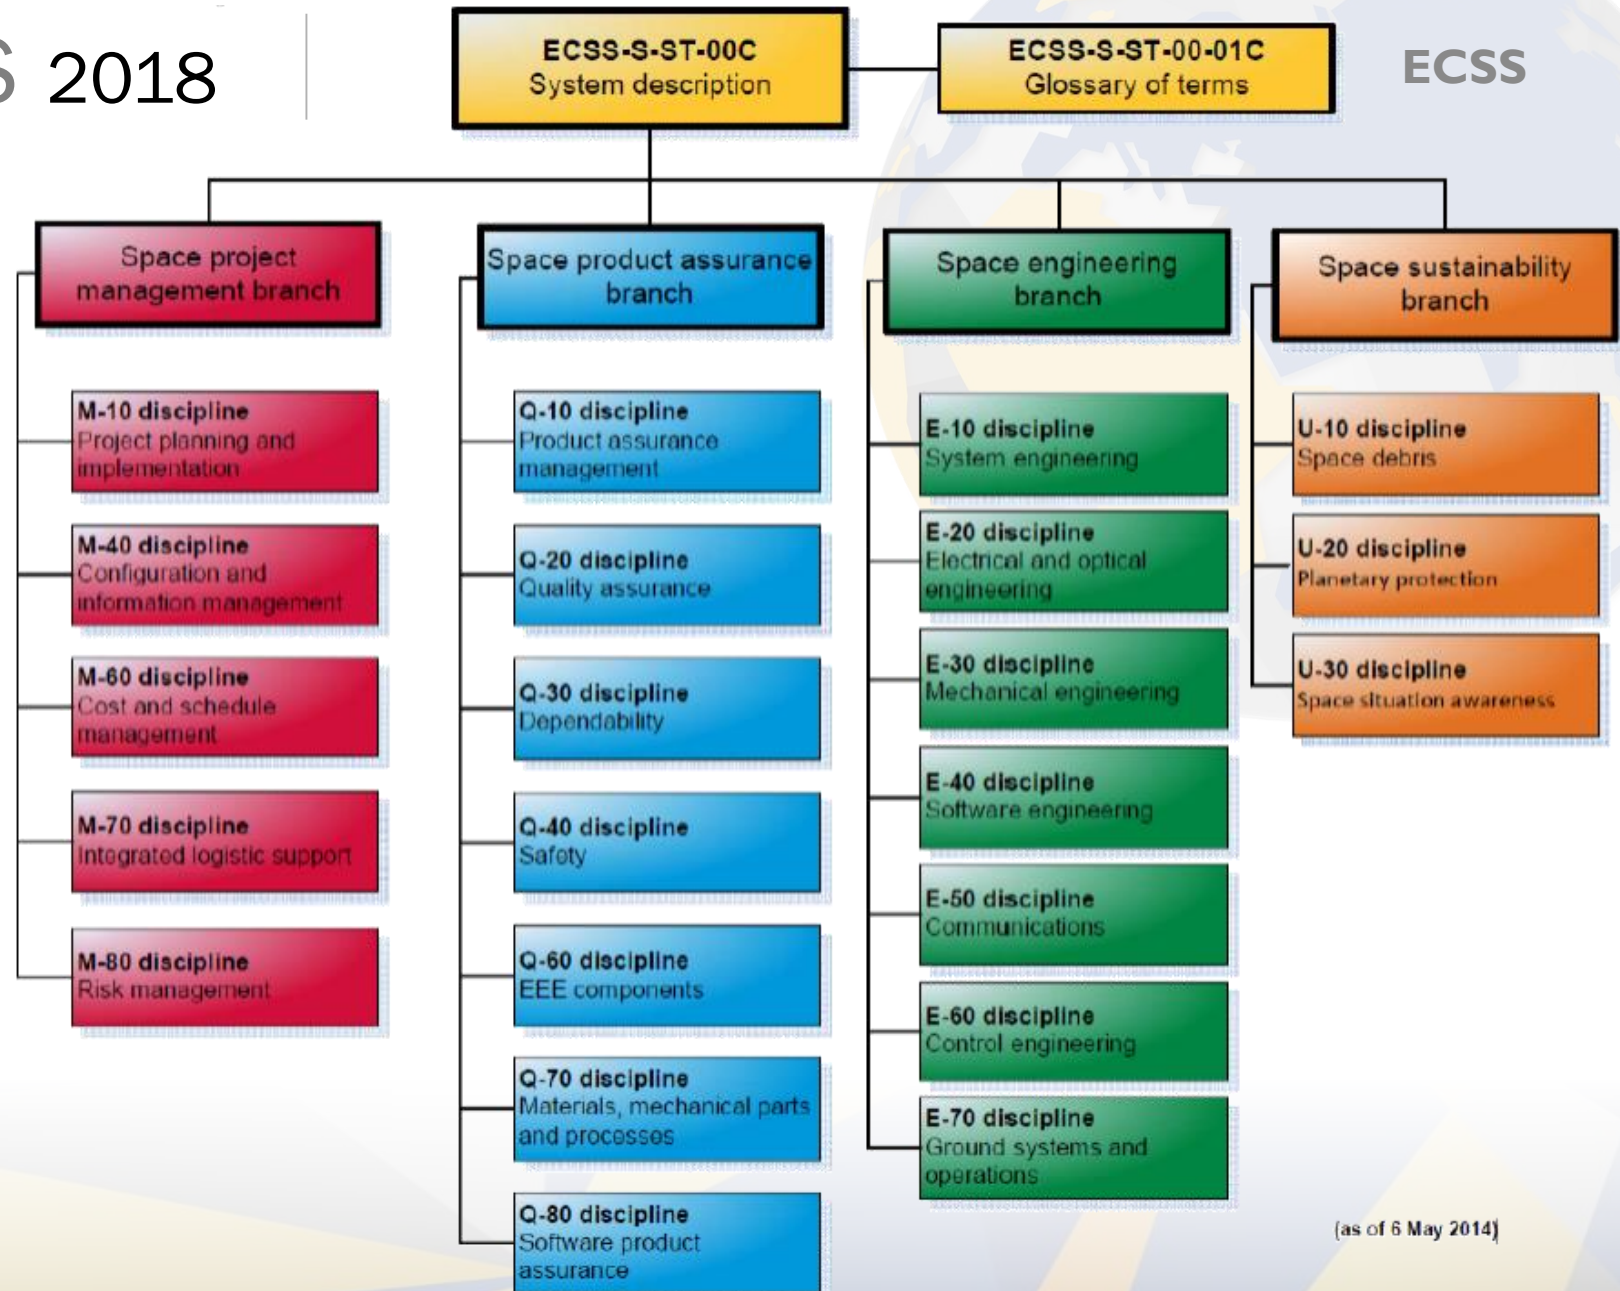 S 2018
ECSS-S-ST-00C
System description
ECSS-S-ST-00-01C
Glossary of terms
ECSS
Space project
management branch
Space product assurance
branch
Space engineering
branch
Space sustainability
branch
M-10 discipline
Project planning and
implementation
M-40 discipline
Configuration and
information management
M-60 discipline
Cost and schedule
management
M-70 discipline
Integrated logistic support
M-80 discipline
Risk management
Q-10 discipline
Product assurance
management
Q-20 discipline
Quality assurance
Q-30 discipline
Dependability
Q-40 discipline
Safety
Q-60 discipline
EEE components
Q-70 discipline
Materials, mechanical parts
and processes
Q-80 discipline
Software product
assurance
E-10 discipline
System engineering
E-20 discipline
Electrical and optical
engineering
E-30 discipline
Mechanical engineering
E-40 discipline
Software engineering
E-50 discipline
Communications
E-60 discipline
Control engineering
E-70 discipline
Ground systems and
operations
U-10 discipline
Space debris
U-20 discipline
Planetary protection
U-30 discipline
Space situation awareness
(as of 6 May 2014)